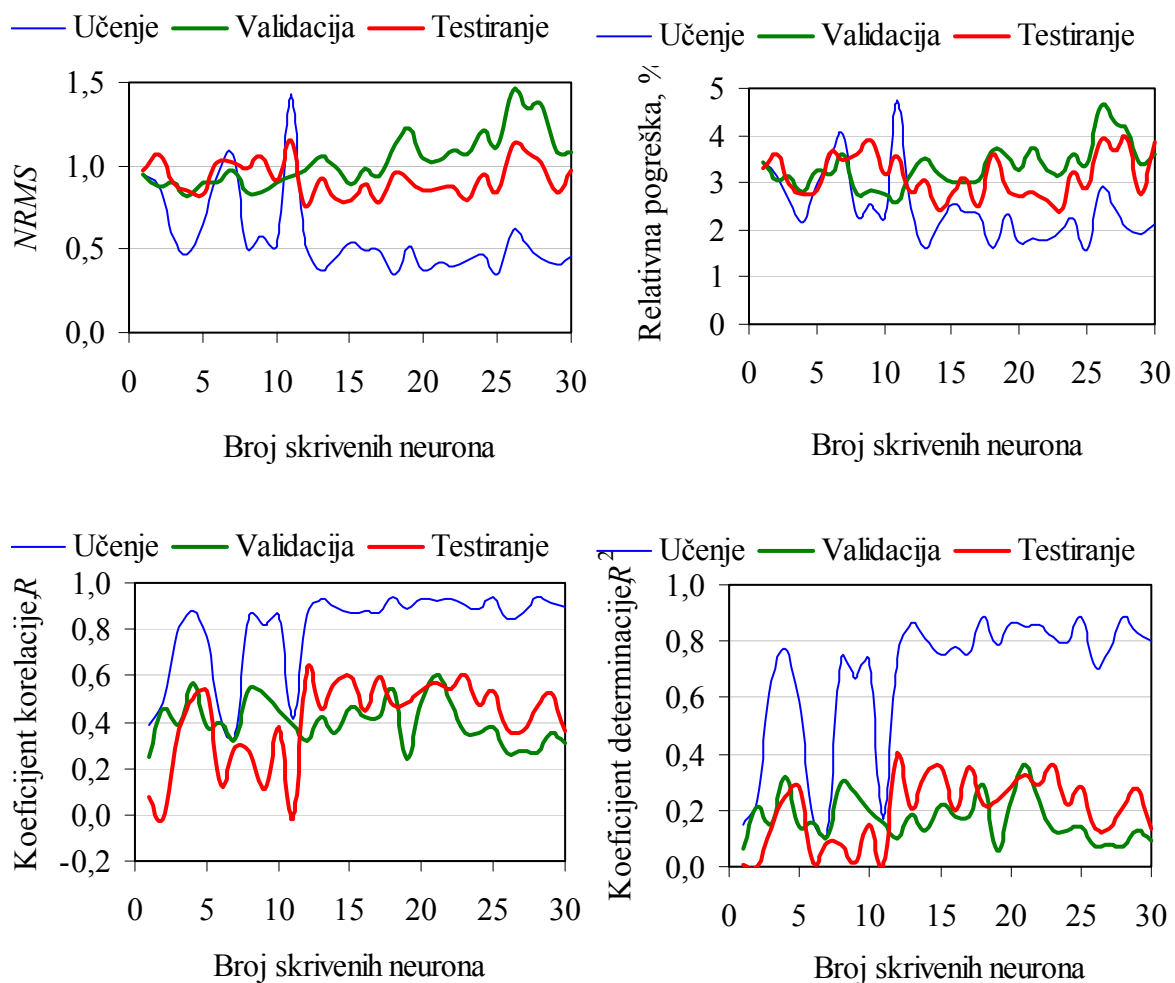 Učenje Validacija Testiranje
NRMS
1,5
1,0
0,5
0,0
0 5 10 15 20 25 30
Broj skrivenih neurona
Učenje Validacija Testiranje
Relativna pogreška, %
5
4
3
2
1
0
0 5 10 15 20 25 30
Broj skrivenih neurona
Učenje Validacija Testiranje
Koeficijent korelacije,R
1,0
0,8
0,6
0,4
0,2
0,0
-0,2
0 5 10 15 20 25 30
Broj skrivenih neurona
Učenje Validacija Testiranje
Koeficijent determinacije,R²
1,0
0,8
0,6
0,4
0,2
0,0
0 5 10 15 20 25 30
Broj skrivenih neurona